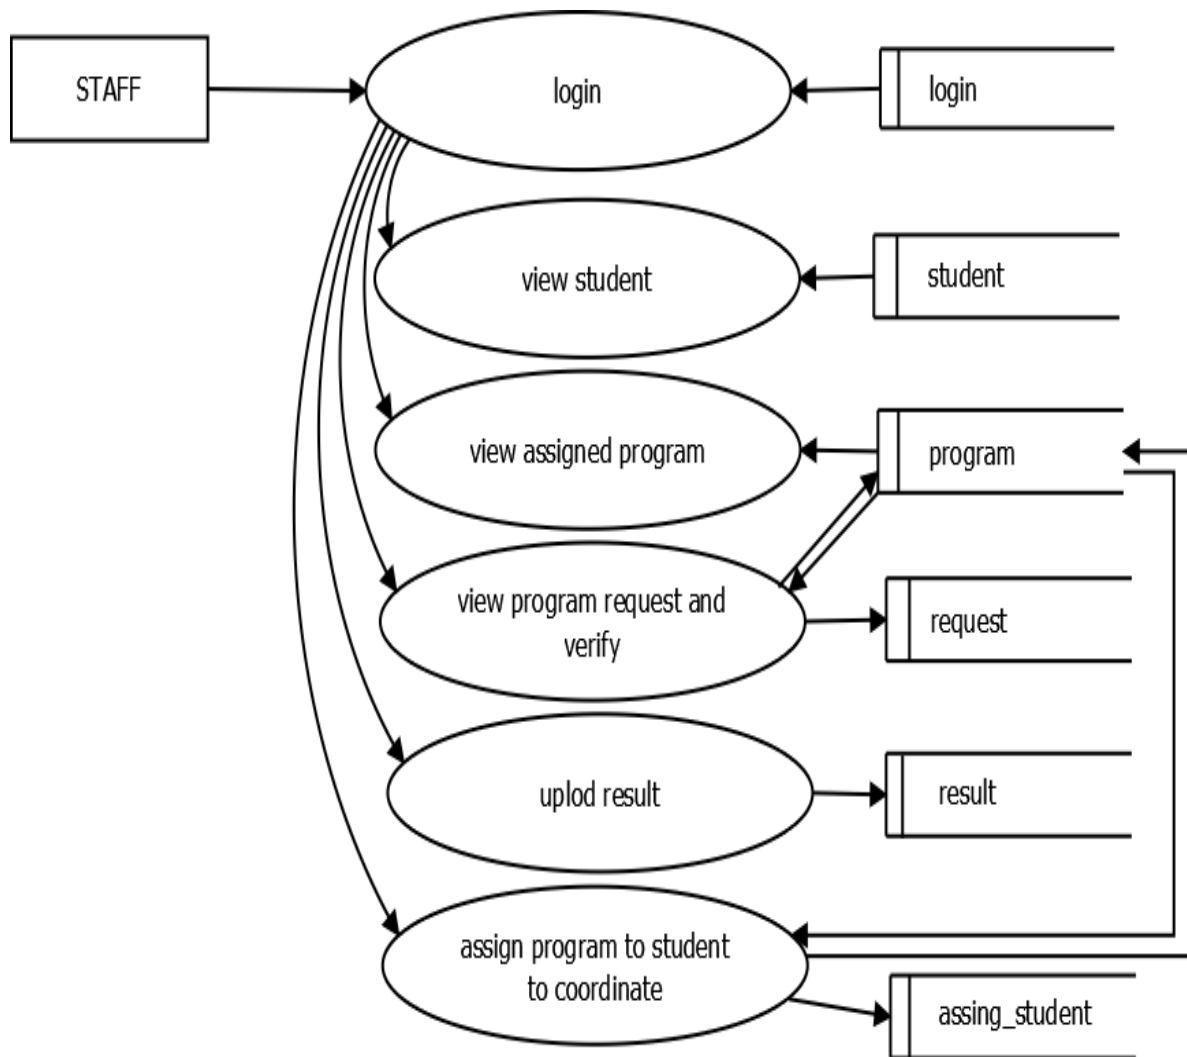 STAFF
login
login
view student
student
view assigned program
program
view program request and
verify
request
uplod result
result
assign program to student
to coordinate
assing_student